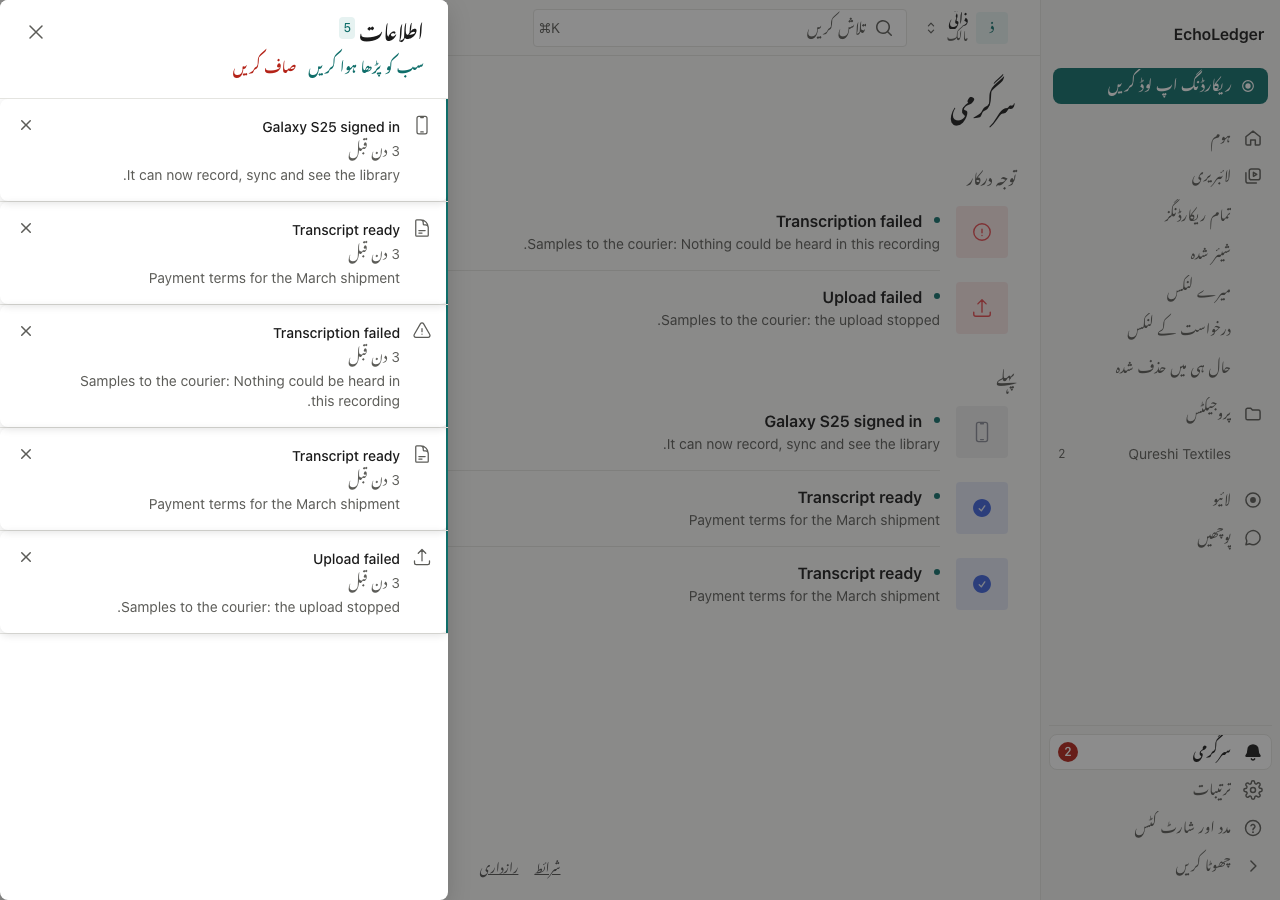 EchoLedger
ریکارڈنگ اپ لوڈ کریں
ہوم
لائبریری
تمام ریکارڈنگز
شیئر شدہ
میرے لنکس
درخواست کے لنکس
حال ہی میں حذف شدہ
پروجیکٹس
Qureshi Textiles 2
لائیو
پوچھیں
سرگرمی 2
ترتیبات
مدد اور شارٹ کٹس
چھوٹا کریں
ذ
ذاتی
مالک
تلاش کریں ⌘K
سرگرمی
توجہ درکار
Transcription failed
Samples to the courier: Nothing could be heard in this recording.
Upload failed
Samples to the courier: the upload stopped.
پہلے
Galaxy S25 signed in
It can now record, sync and see the library.
Transcript ready
Payment terms for the March shipment
Transcript ready
Payment terms for the March shipment
شرائط رازداری
اطلاعات 5
سب کو پڑھا ہوا کریں صاف کریں
Galaxy S25 signed in
3 دن قبل
It can now record, sync and see the library.
Transcript ready
3 دن قبل
Payment terms for the March shipment
Transcription failed
3 دن قبل
Samples to the courier: Nothing could be heard in
this recording.
Transcript ready
3 دن قبل
Payment terms for the March shipment
Upload failed
3 دن قبل
Samples to the courier: the upload stopped.